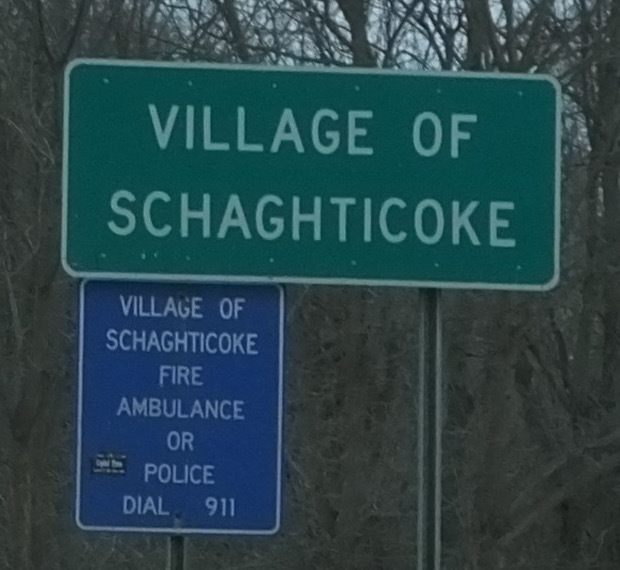 VILLAGE OF
SCHAGHTICOKE
VILLAGE OF
SCHAGHTICOKE
FIRE
AMBULANCE
OR
POLICE
DIAL 911